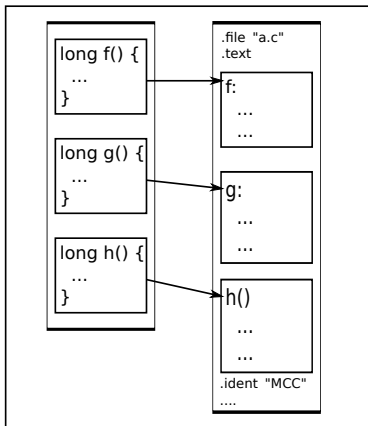 long f() {
...
}
long g() {
...
}
long h() {
...
}
.file "a.c"
.text
f:
...
...
g:
...
...
h()
...
...
.ident "MCC"
....